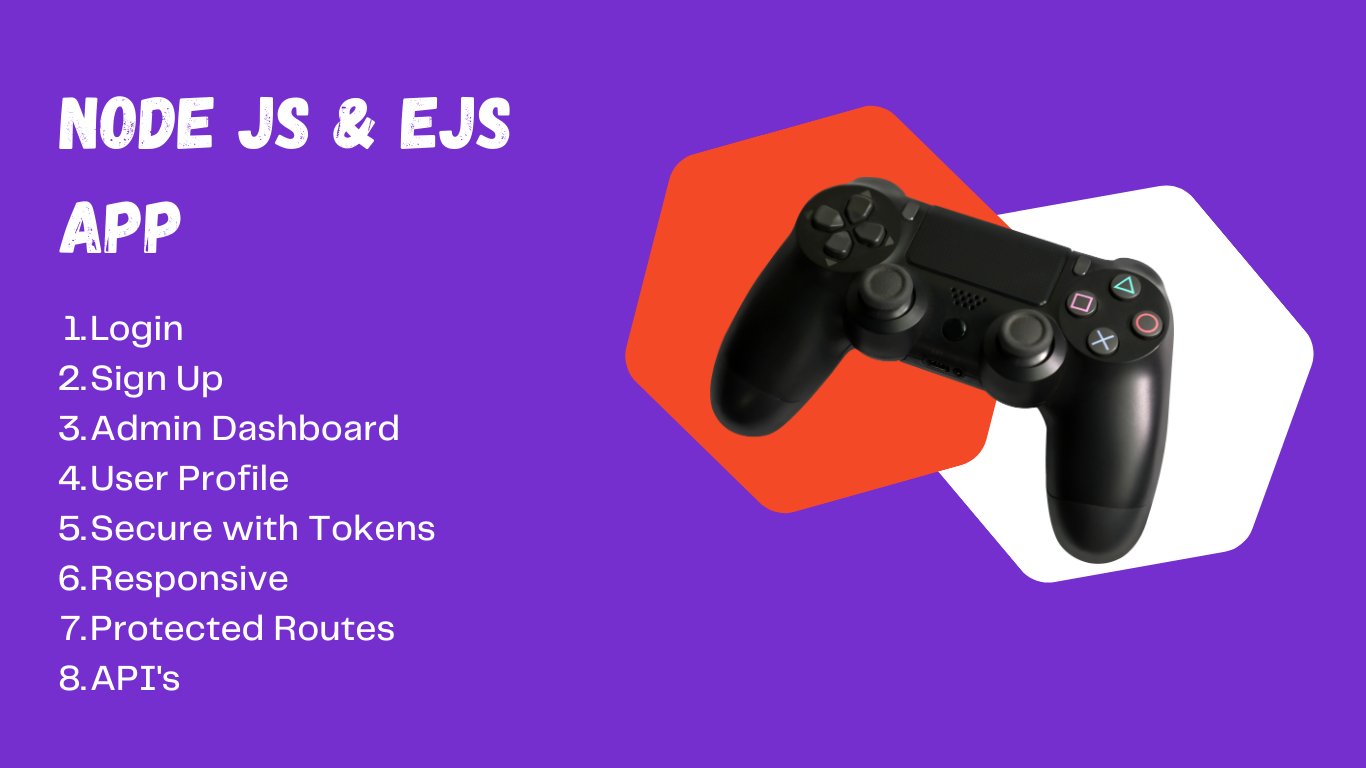 NODE JS & EJS
APP
1.Login
2.Sign Up
3.Admin Dashboard
4.User Profile
5.Secure with Tokens
6.Responsive
7.Protected Routes
8.API's